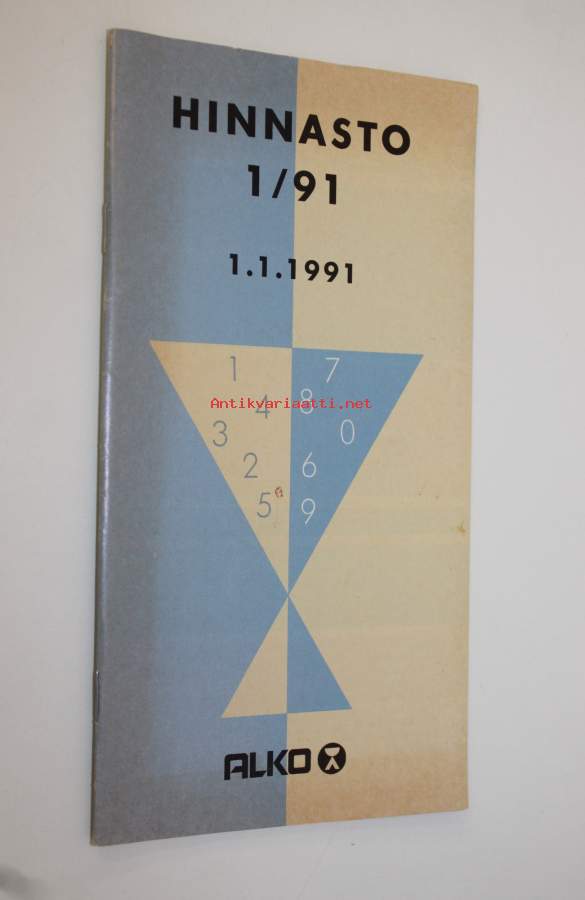 HINNASTO
1/91
1.1.1991
1 7
4 8
Antikvariaatti.net
3 0
2 6
5 9
ALKO